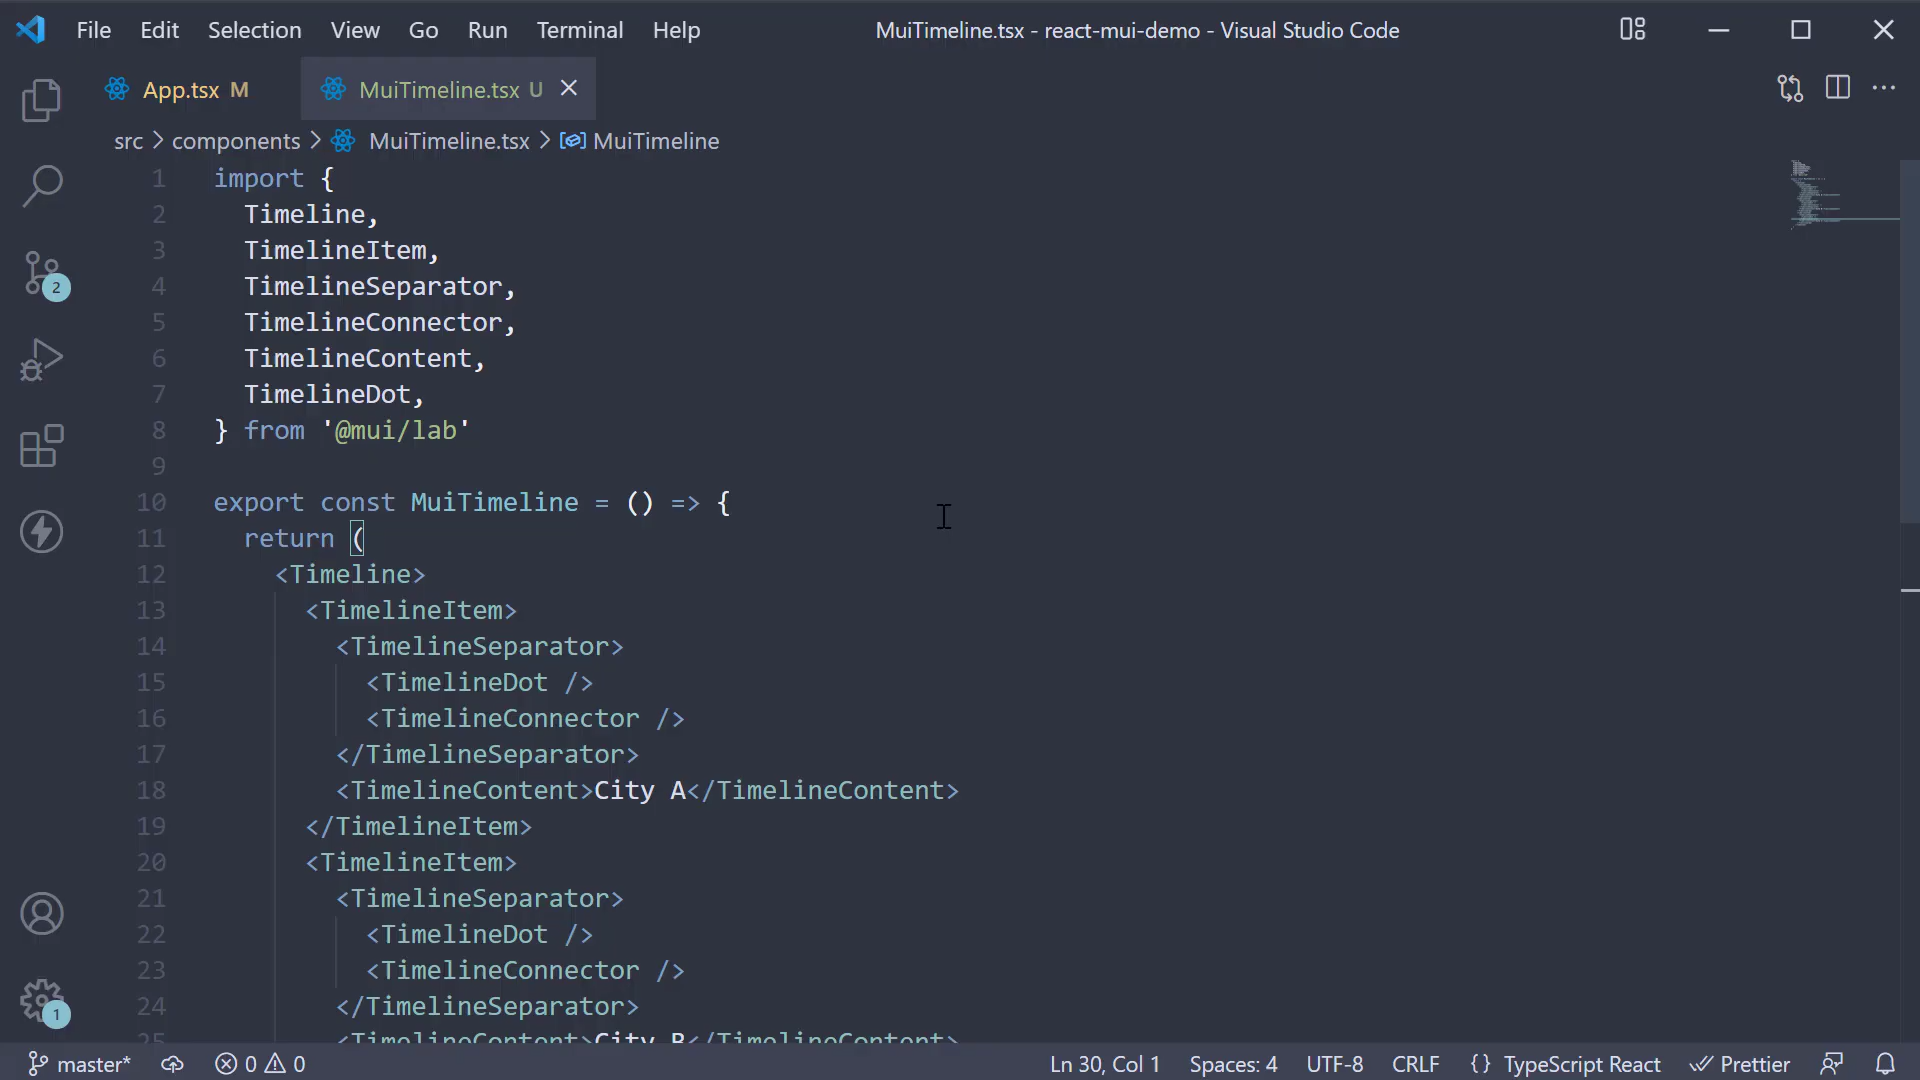 File Edit Selection View Go Run Terminal Help MuiTimeline.tsx - react-mui-demo - Visual Studio Code
App.tsx M MuiTimeline.tsx U
src > components > MuiTimeline.tsx > MuiTimeline
1 import {
2 Timeline,
3 TimelineItem,
4 TimelineSeparator,
5 TimelineConnector,
6 TimelineContent,
7 TimelineDot,
8 } from '@mui/lab'
9
10 export const MuiTimeline = () => {
11 return (
12 <Timeline>
13 <TimelineItem>
14 <TimelineSeparator>
15 <TimelineDot />
16 <TimelineConnector />
17 </TimelineSeparator>
18 <TimelineContent>City A</TimelineContent>
19 </TimelineItem>
20 <TimelineItem>
21 <TimelineSeparator>
22 <TimelineDot />
23 <TimelineConnector />
24 </TimelineSeparator>
25 <TimelineContent>City B</TimelineContent>
2
1
master* 0 0 Ln 30, Col 1 Spaces: 4 UTF-8 CRLF {} TypeScript React Prettier